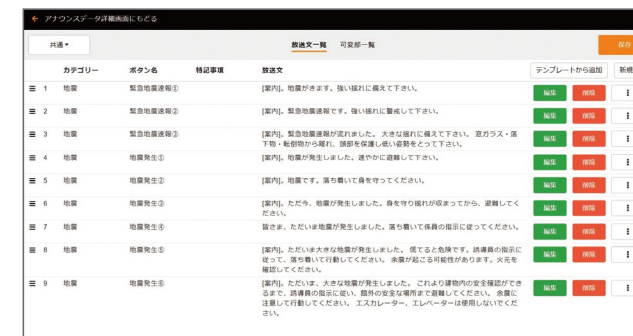 ← アナウンスデータ詳細画面にもどる
共通▾ 放送文一覧 可変部一覧 保存
カテゴリー ボタン名 特記事項 放送文 テンプレートから追加 新規
1 地震 緊急地震速報① [案内]。地震がきます。強い揺れに備えて下さい。 編集 削除
2 地震 緊急地震速報② [案内]。緊急地震速報です。強い揺れに警戒して下さい。 編集 削除
3 地震 緊急地震速報③ [案内]。緊急地震速報が流れました。 大きな揺れに備えて下さい。 窓ガラス・落 編集 削除
下物・転倒物から離れ、頭部を保護し低い姿勢をとって下さい。
4 地震 地震発生① [案内]。地震が発生しました。速やかに避難して下さい。 編集 削除
5 地震 地震発生② [案内]。地震です。落ち着いて身を守ってください。 編集 削除
6 地震 地震発生③ [案内]。ただ今、地震が発生しました。身を守り揺れが収まってから、避難してく 編集 削除
ださい。
7 地震 地震発生④ 皆さま、ただいま地震が発生しました。落ち着いて係員の指示に従ってください。 編集 削除
8 地震 地震発生⑤ [案内]。ただいま大きな地震が発生しました。 慌てると危険です。誘導員の指示に 編集 削除
従って、落ち着いて行動してください。 余震が起こる可能性があります。火元を
確認してください。
9 地震 地震発生⑥ [案内]。ただいま、大きな地震が発生しました。 これより建物内の安全確認ができ 編集 削除
るまで、誘導員の指示に従い、館外の安全な場所まで避難してください。 余震に
注意して行動してください。 エスカレーター、エレベーターは使用しないでくだ
さい。